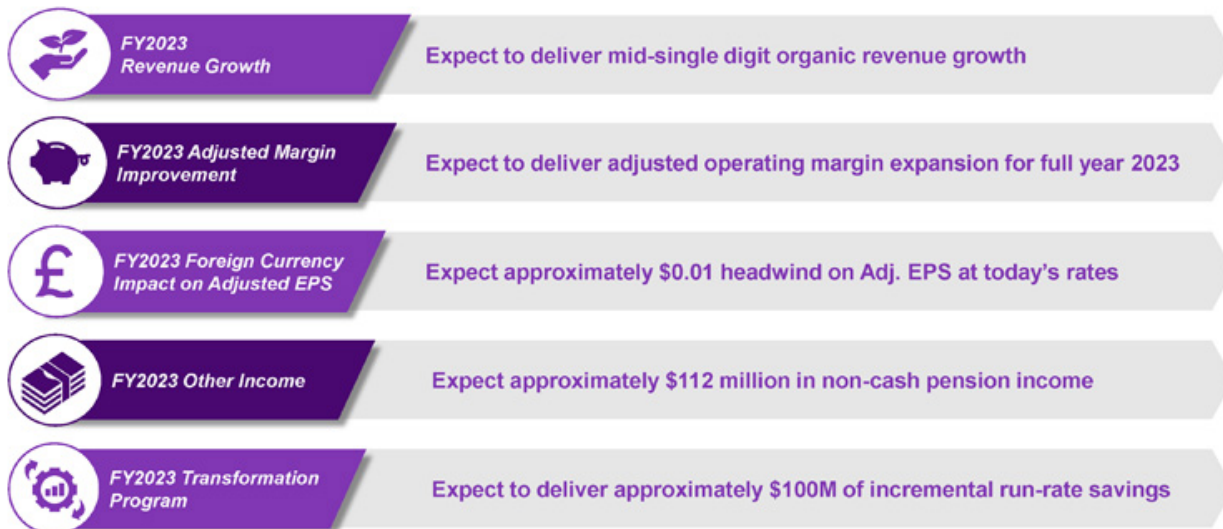 FY2023
Revenue Growth
Expect to deliver mid-single digit organic revenue growth
FY2023 Adjusted Margin
Improvement
Expect to deliver adjusted operating margin expansion for full year 2023
£
FY2023 Foreign Currency
Impact on Adjusted EPS
Expect approximately $0.01 headwind on Adj. EPS at today's rates
FY2023 Other Income
Expect approximately $112 million in non-cash pension income
FY2023 Transformation
Program
Expect to deliver approximately $100M of incremental run-rate savings